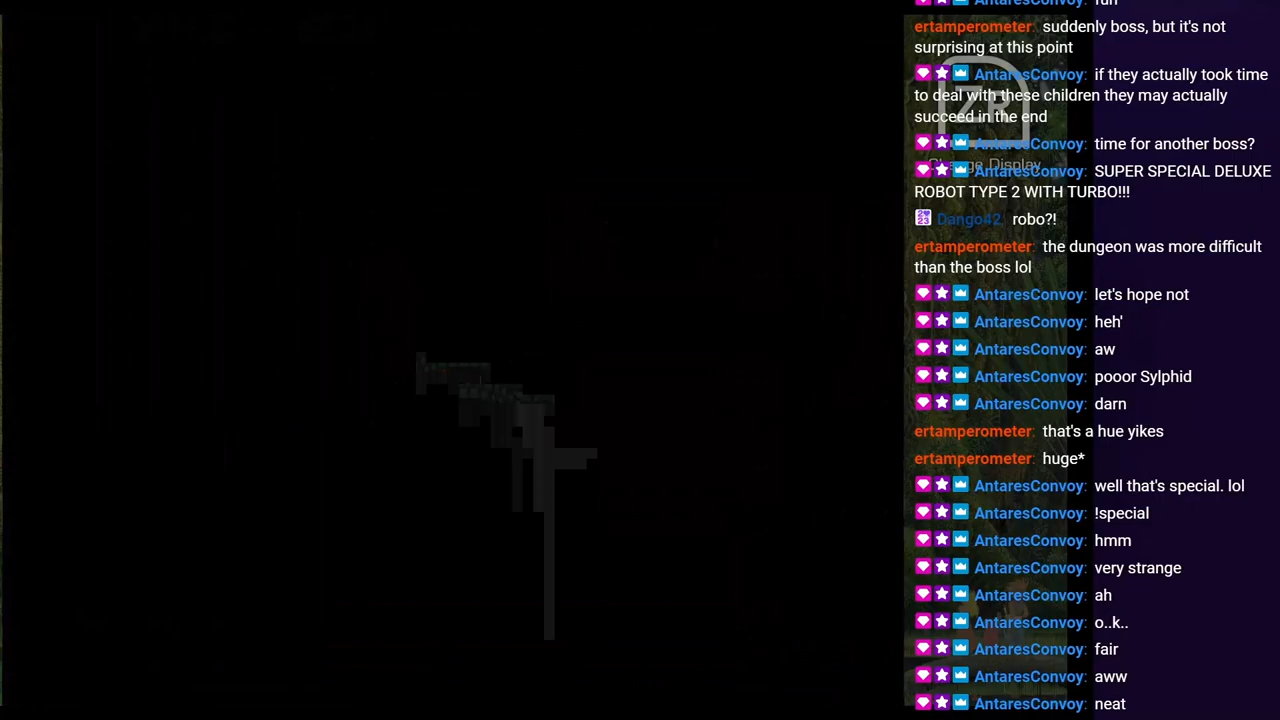 fun
ertamperometer: suddenly boss, but it's not
surprising at this point
AntaresConvoy: if they actually took time
to deal with these children they may actually
succeed in the end
ZR
Change Display
AntaresConvoy: time for another boss?
AntaresConvoy: SUPER SPECIAL DELUXE
ROBOT TYPE 2 WITH TURBO!!!
Dango42: robo?!
ertamperometer: the dungeon was more difficult
than the boss lol
AntaresConvoy: let's hope not
AntaresConvoy: heh'
AntaresConvoy: aw
AntaresConvoy: pooor Sylphid
AntaresConvoy: darn
ertamperometer: that's a hue yikes
ertamperometer: huge*
AntaresConvoy: well that's special. lol
AntaresConvoy: !special
AntaresConvoy: hmm
AntaresConvoy: very strange
AntaresConvoy: ah
AntaresConvoy: o..k..
AntaresConvoy: fair
AntaresConvoy: aww
AntaresConvoy: neat